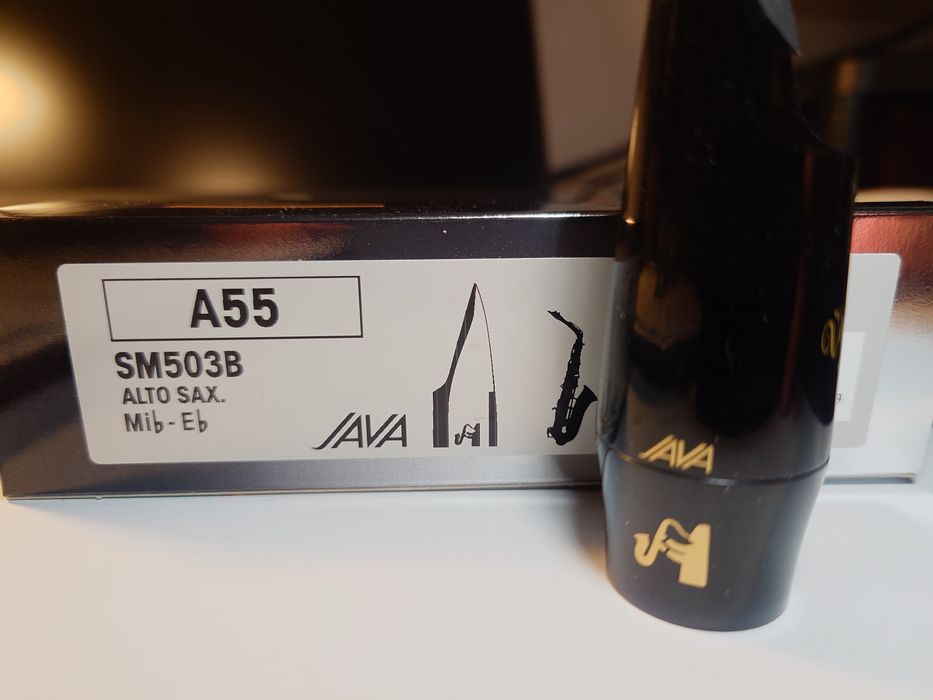 A55
SM503B
ALTO SAX.
Mib - Eb
JAVA
JAVA